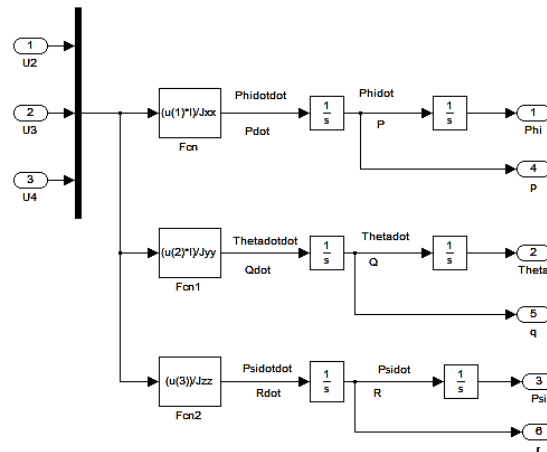 1
U2
2
U3
3
U4
(u(1)*l)/Jxx
Fcn
Phidotdot
Pdot
1
s
Phidot
P
1
s
1
Phi
4
p
(u(2)*l)/Jyy
Fcn1
Thetadotdot
Qdot
1
s
Thetadot
Q
1
s
2
Theta
5
q
(u(3))/Jzz
Fcn2
Psidotdot
Rdot
1
s
Psidot
R
1
s
3
Psi
6
r